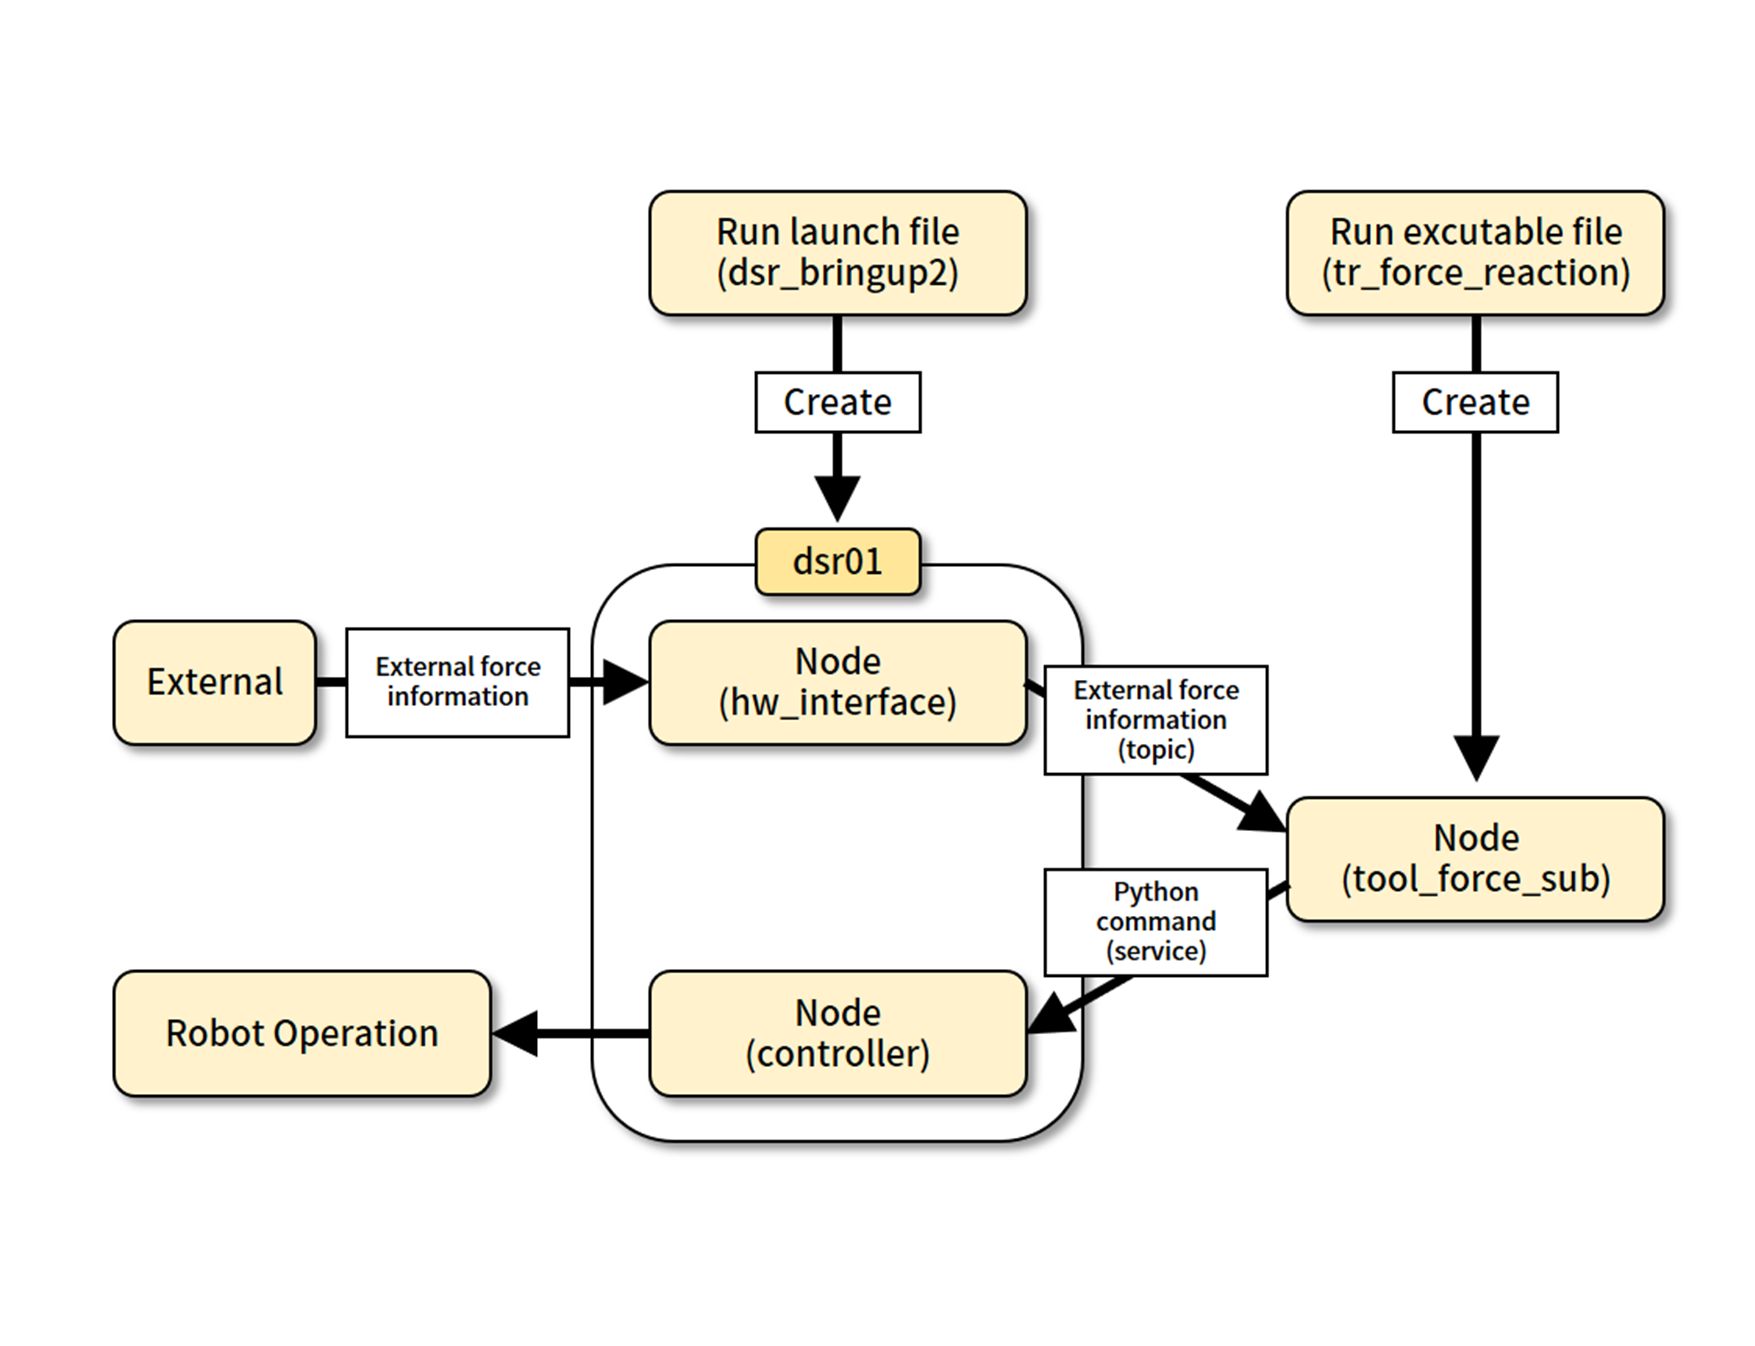 Run launch file
(dsr_bringup2)
Run excutable file
(tr_force_reaction)
Create
Create
dsr01
External
External force
information
Node
(hw_interface)
External force
information
(topic)
Node
(tool_force_sub)
Python
command
(service)
Robot Operation
Node
(controller)